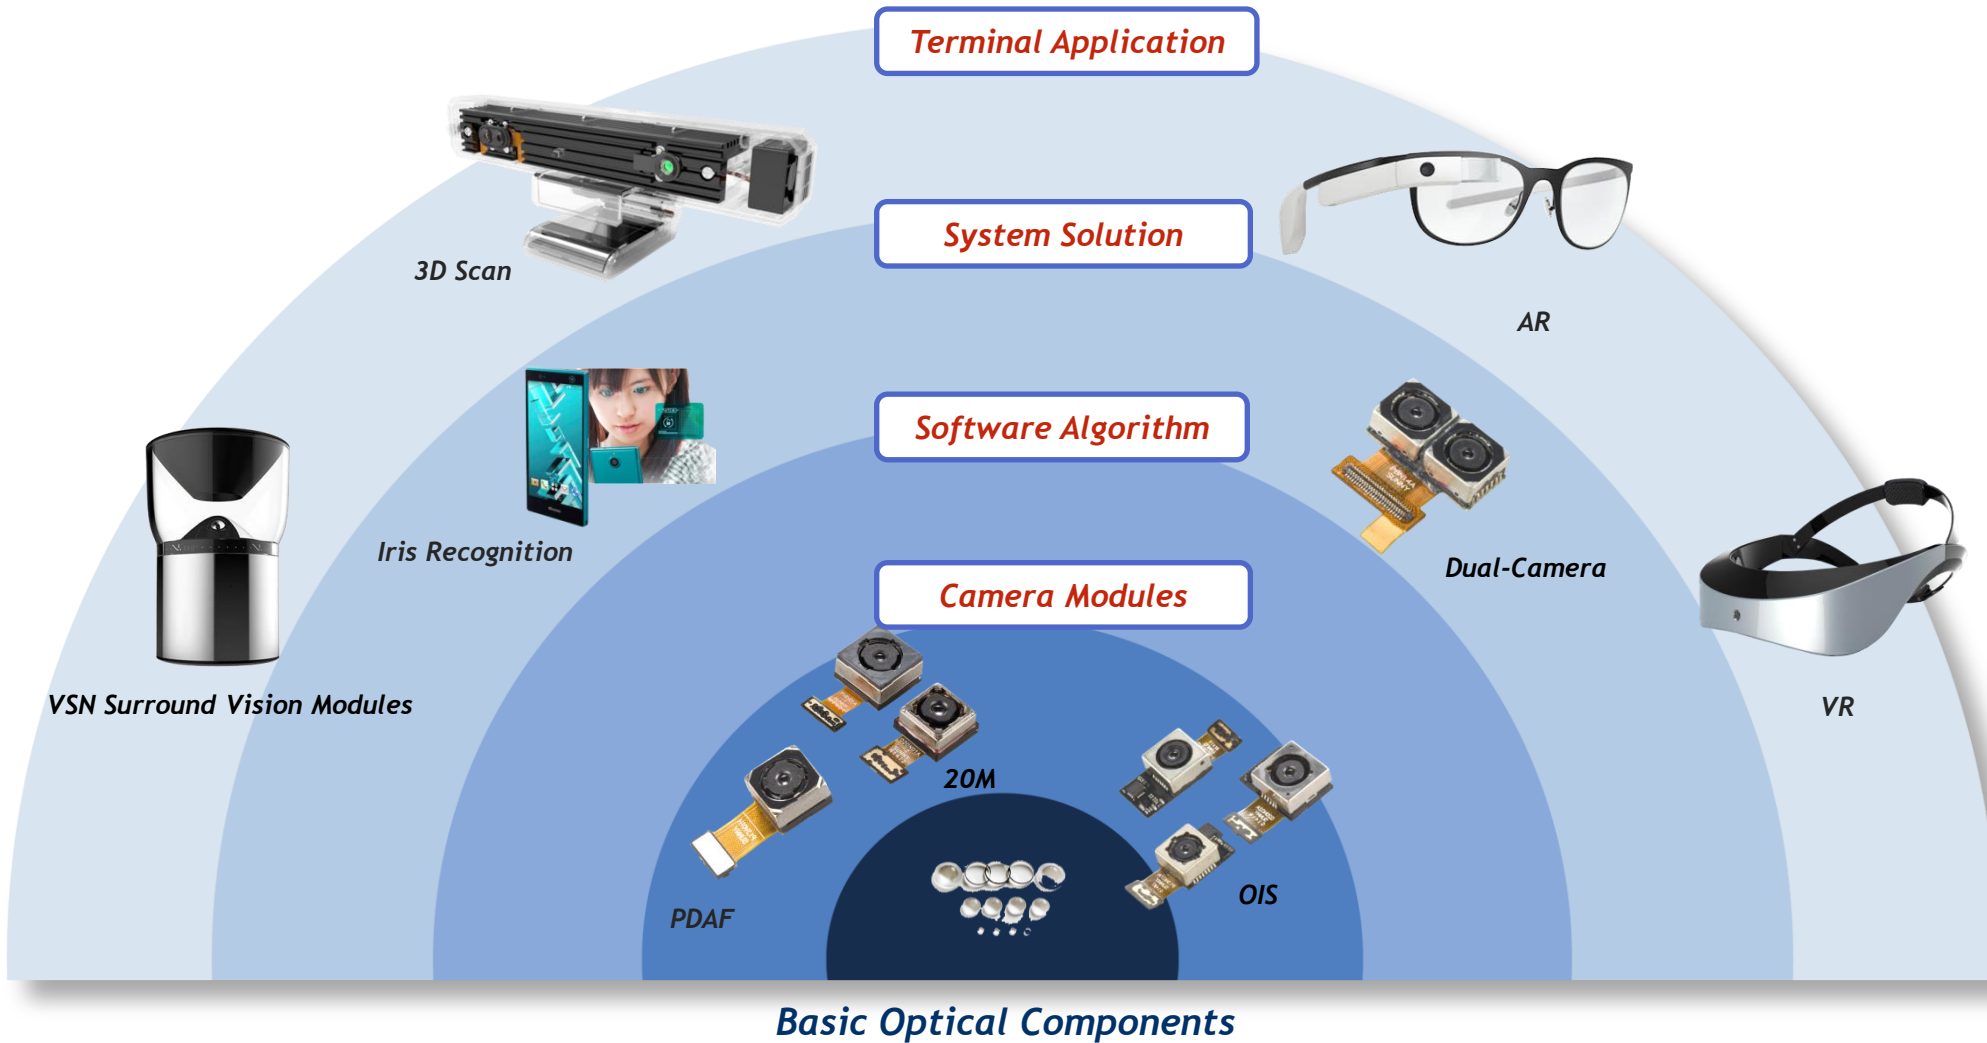 Terminal Application
System Solution
3D Scan
AR
Software Algorithm
Iris Recognition
Dual-Camera
SUNNY
Camera Modules
VSN Surround Vision Modules
VR
20M
OIS
PDAF
Basic Optical Components